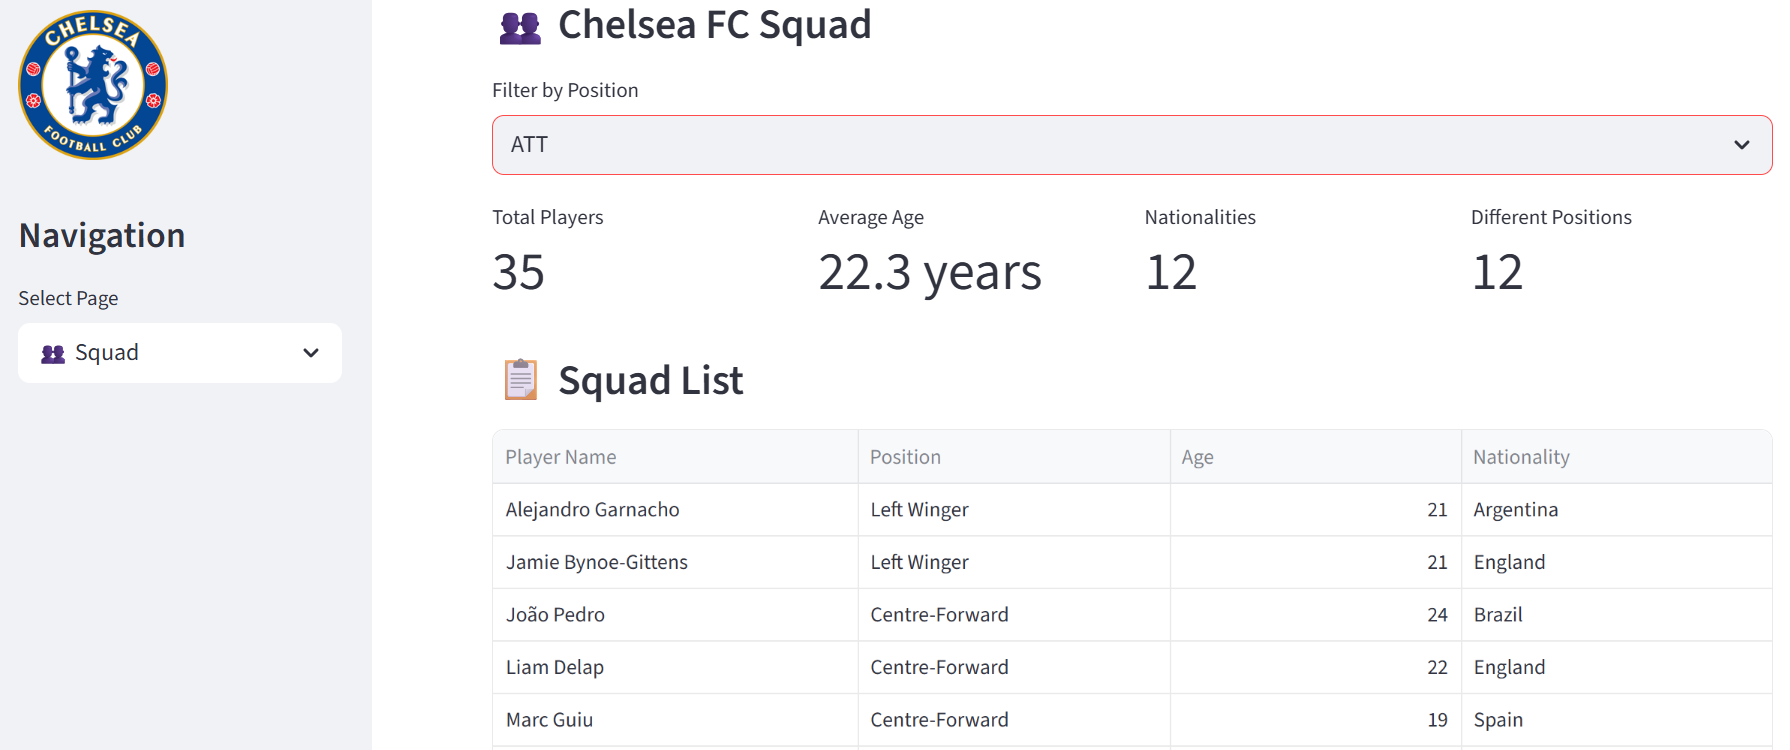 CHELSEA
FOOTBALL CLUB
Navigation
Select Page
Squad
Chelsea FC Squad
Filter by Position
ATT
Total Players Average Age Nationalities Different Positions
35 22.3 years 12 12
Squad List
Player Name Position Age Nationality
Alejandro Garnacho Left Winger 21 Argentina
Jamie Bynoe-Gittens Left Winger 21 England
João Pedro Centre-Forward 24 Brazil
Liam Delap Centre-Forward 22 England
Marc Guiu Centre-Forward 19 Spain